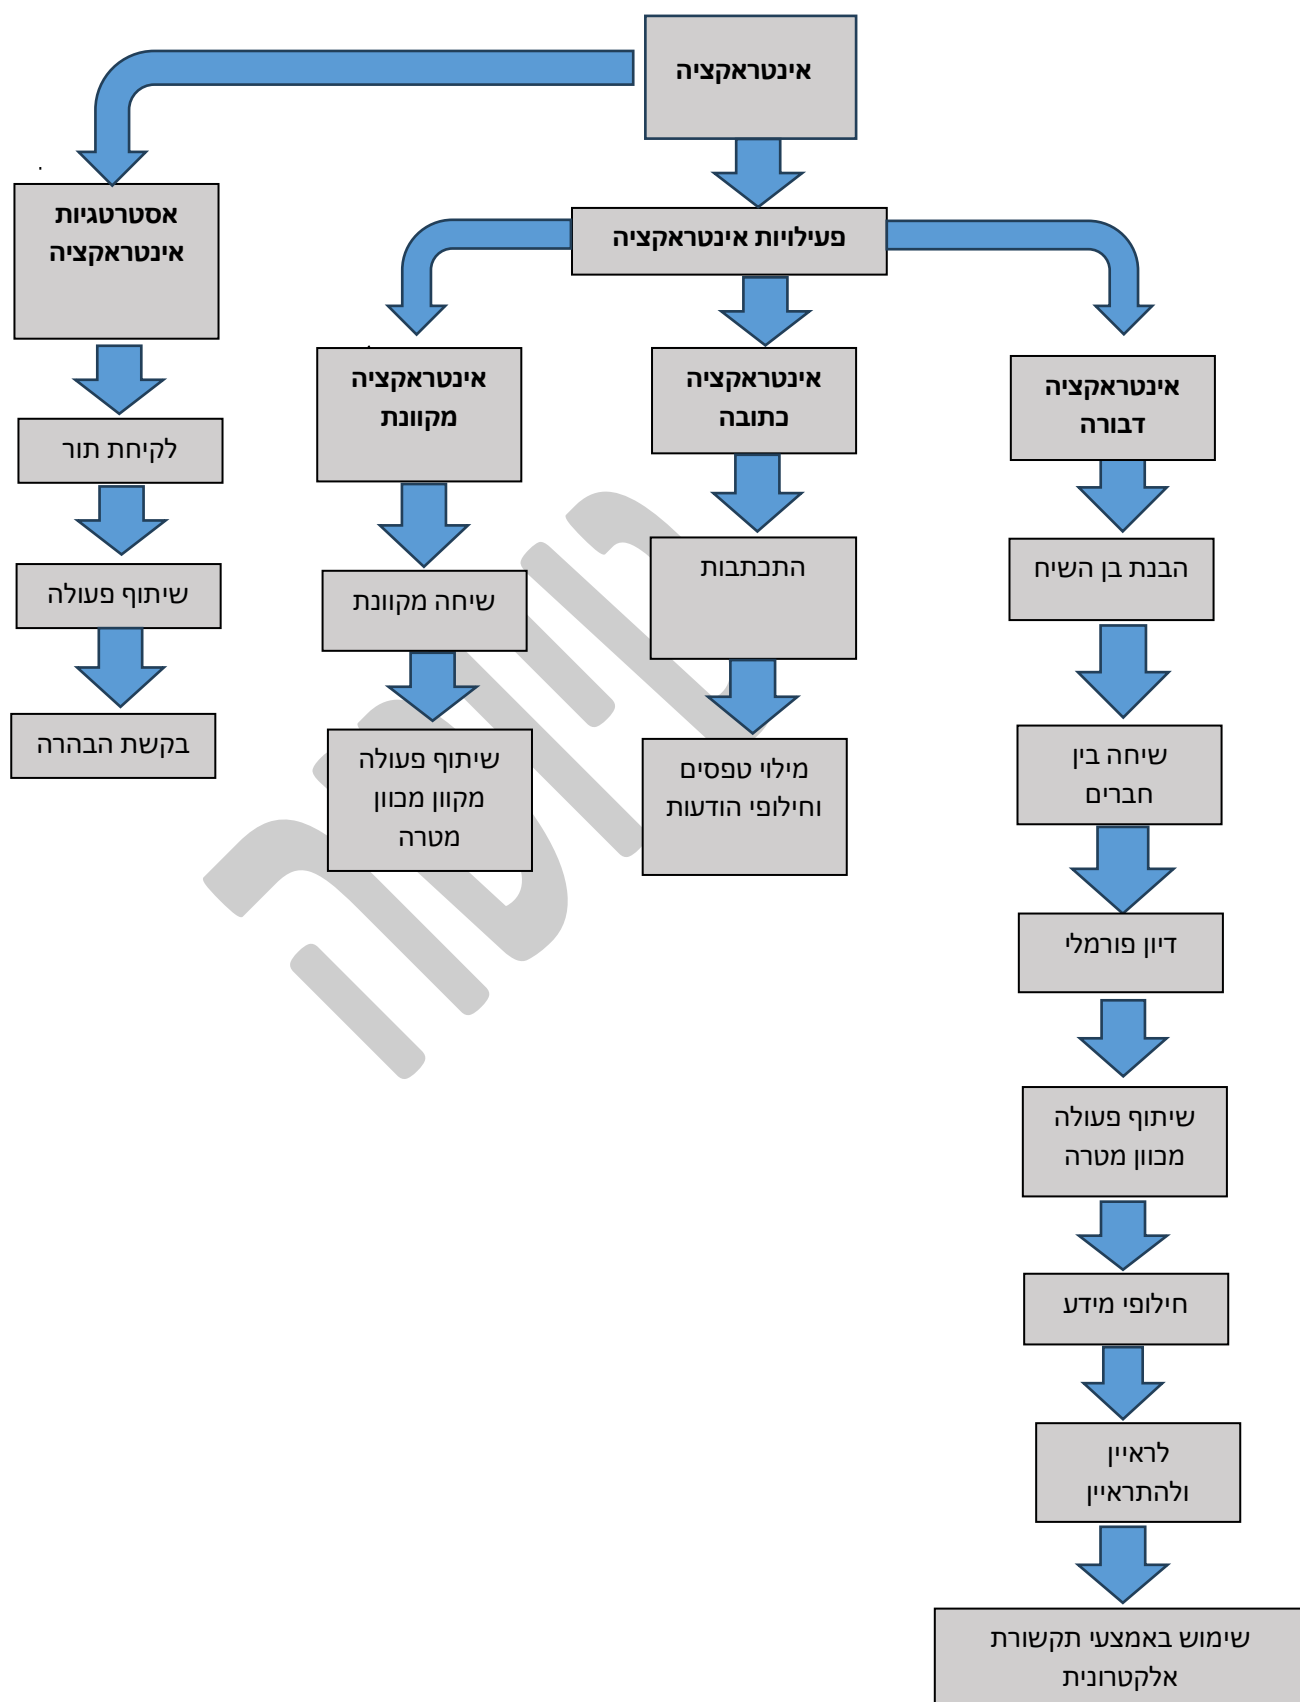 אינטראקציה
פעילויות אינטראקציה
אינטראקציה
דבורה
הבנת בן השיח
שיחה בין
חברים
דיון פורמלי
שיתוף פעולה
מכוון מטרה
חילופי מידע
לראיין
ולהתראיין
שימוש באמצעי תקשורת
אלקטרונית
אינטראקציה
כתובה
התכתבות
מילוי טפסים
וחילופי הודעות
אינטראקציה
מקוונת
שיחה מקוונת
שיתוף פעולה
מקוון מכוון
מטרה
אסטרטגיות
אינטראקציה
לקיחת תור
שיתוף פעולה
בקשת הבהרה
טיוטה